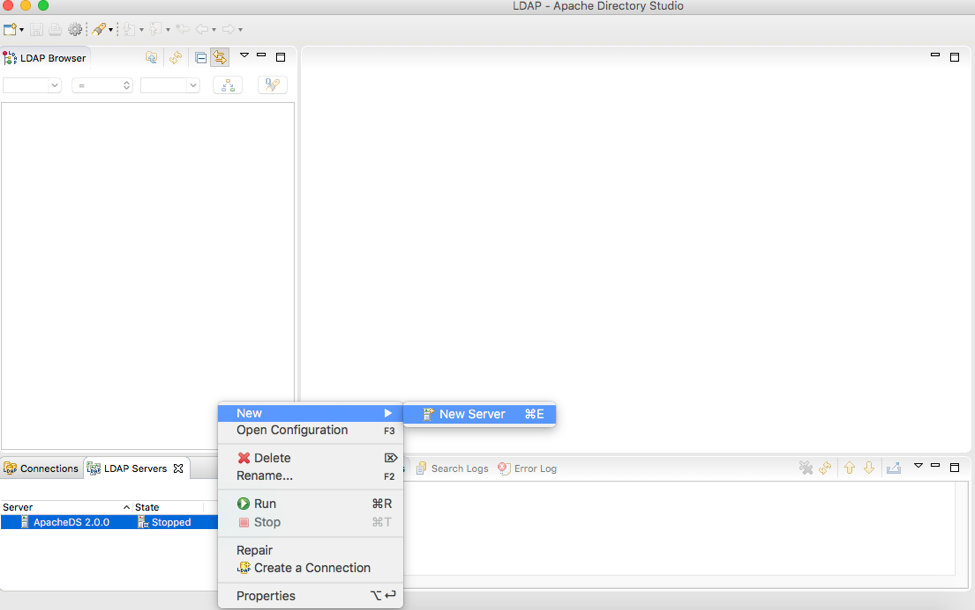 LDAP - Apache Directory Studio
LDAP Browser
=
New
New Server ⌘E
Open Configuration F3
Delete ⌦
Rename... F2
Run ⌘R
Stop ⌘T
Repair
Create a Connection
Properties ⌥↩
Connections
LDAP Servers
Server State
ApacheDS 2.0.0 Stopped
Search Logs
Error Log